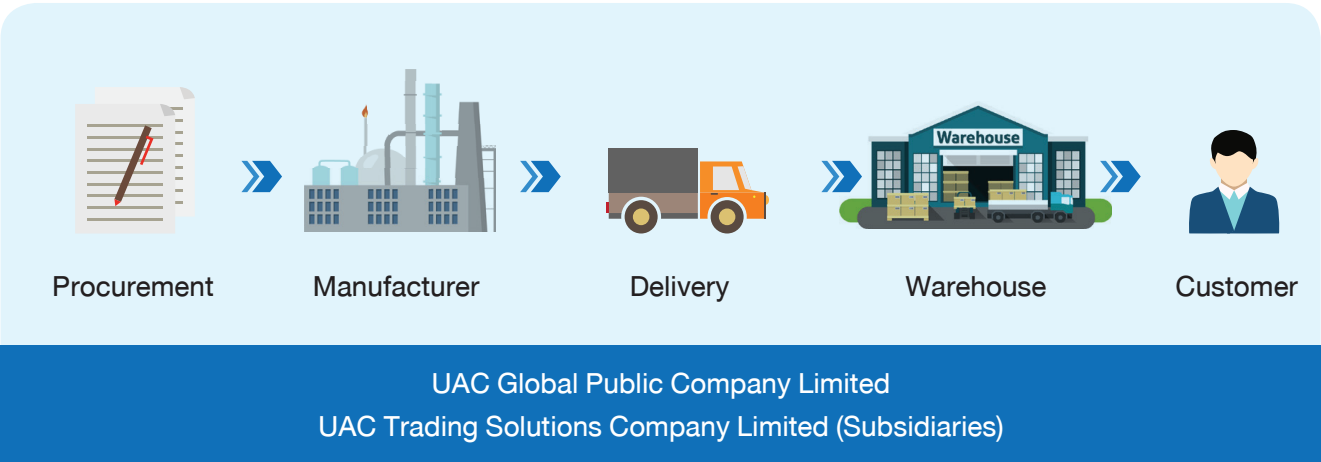 Warehouse
Procurement
Manufacturer
Delivery
Warehouse
Customer
UAC Global Public Company Limited
UAC Trading Solutions Company Limited (Subsidiaries)